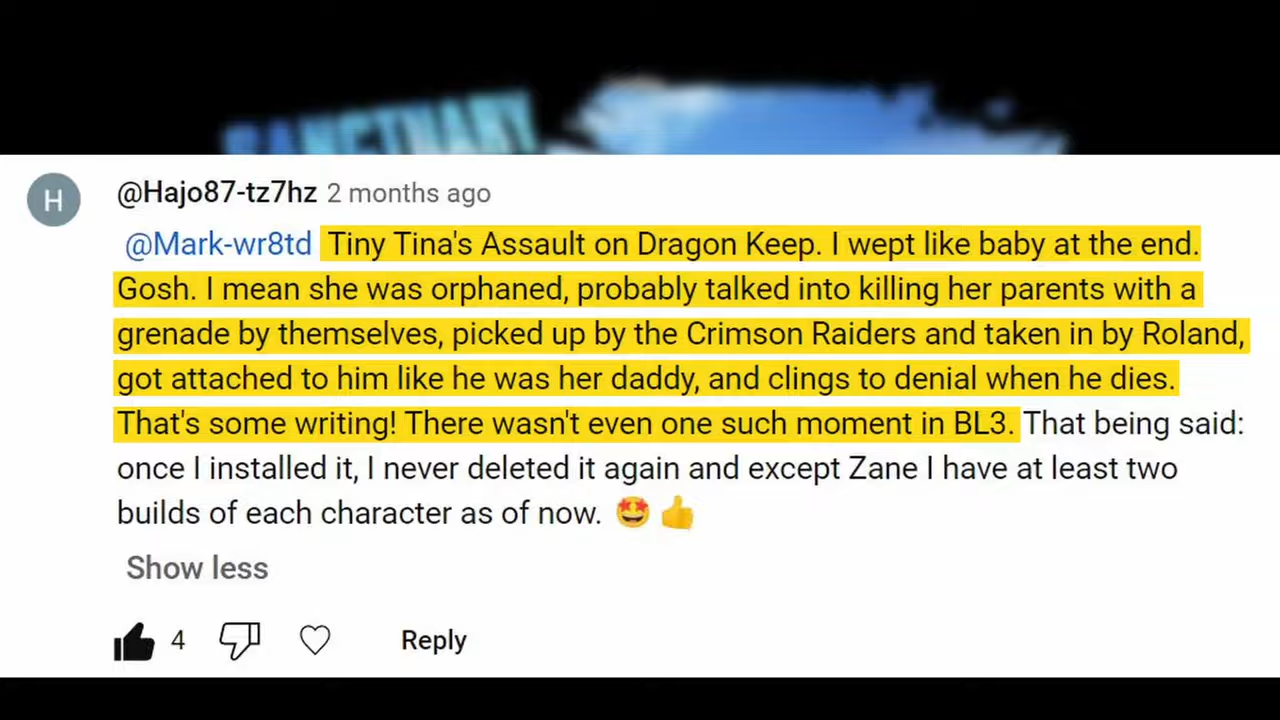 SANCTUARY
@Hajo87-tz7hz 2 months ago
@Mark-wr8td Tiny Tina's Assault on Dragon Keep. I wept like baby at the end.
Gosh. I mean she was orphaned, probably talked into killing her parents with a
grenade by themselves, picked up by the Crimson Raiders and taken in by Roland,
got attached to him like he was her daddy, and clings to denial when he dies.
That's some writing! There wasn't even one such moment in BL3. That being said:
once I installed it, I never deleted it again and except Zane I have at least two
builds of each character as of now. 🤩 👍
Show less
4 Reply
H